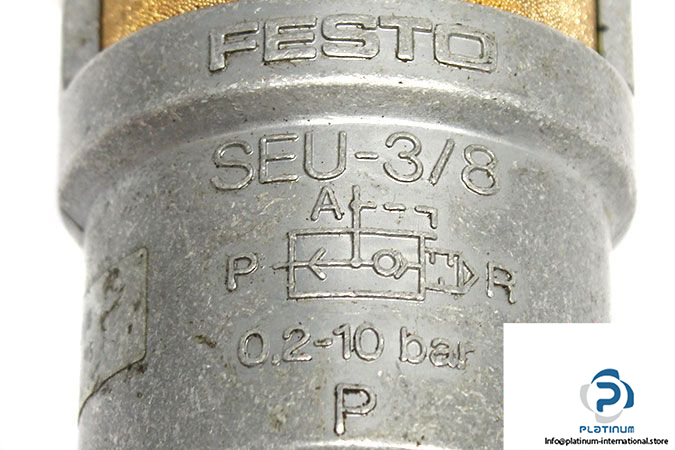 FESTO
SEU-3/8
A
P R
0.2-10 bar
P
P
PLATINUM
Info@platinum-international.store